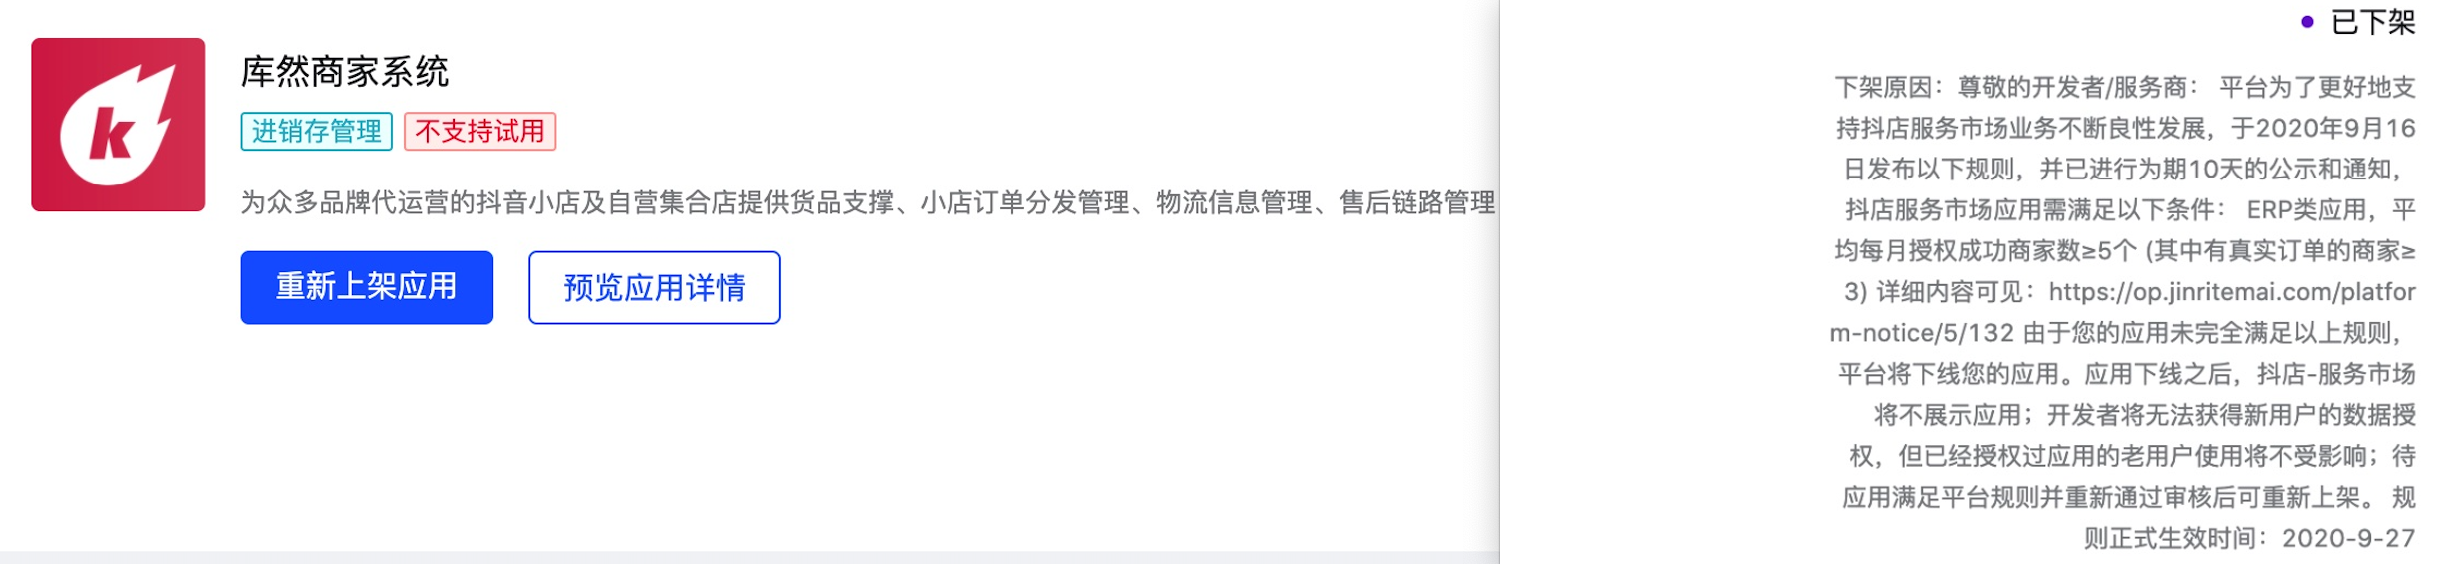 k
库然商家系统
进销存管理 不支持试用
为众多品牌代运营的抖音小店及自营集合店提供货品支撑、小店订单分发管理、物流信息管理、售后链路管理
重新上架应用 预览应用详情
已下架
下架原因：尊敬的开发者/服务商： 平台为了更好地支
持抖店服务市场业务不断良性发展，于2020年9月16
日发布以下规则，并已进行为期10天的公示和通知，
抖店服务市场应用需满足以下条件： ERP类应用，平
均每月授权成功商家数≥5个 (其中有真实订单的商家≥
3) 详细内容可见：https://op.jinritemai.com/platfor
m-notice/5/132 由于您的应用未完全满足以上规则，
平台将下线您的应用。应用下线之后，抖店-服务市场
将不展示应用；开发者将无法获得新用户的数据授
权，但已经授权过应用的老用户使用将不受影响；待
应用满足平台规则并重新通过审核后可重新上架。 规
则正式生效时间：2020-9-27